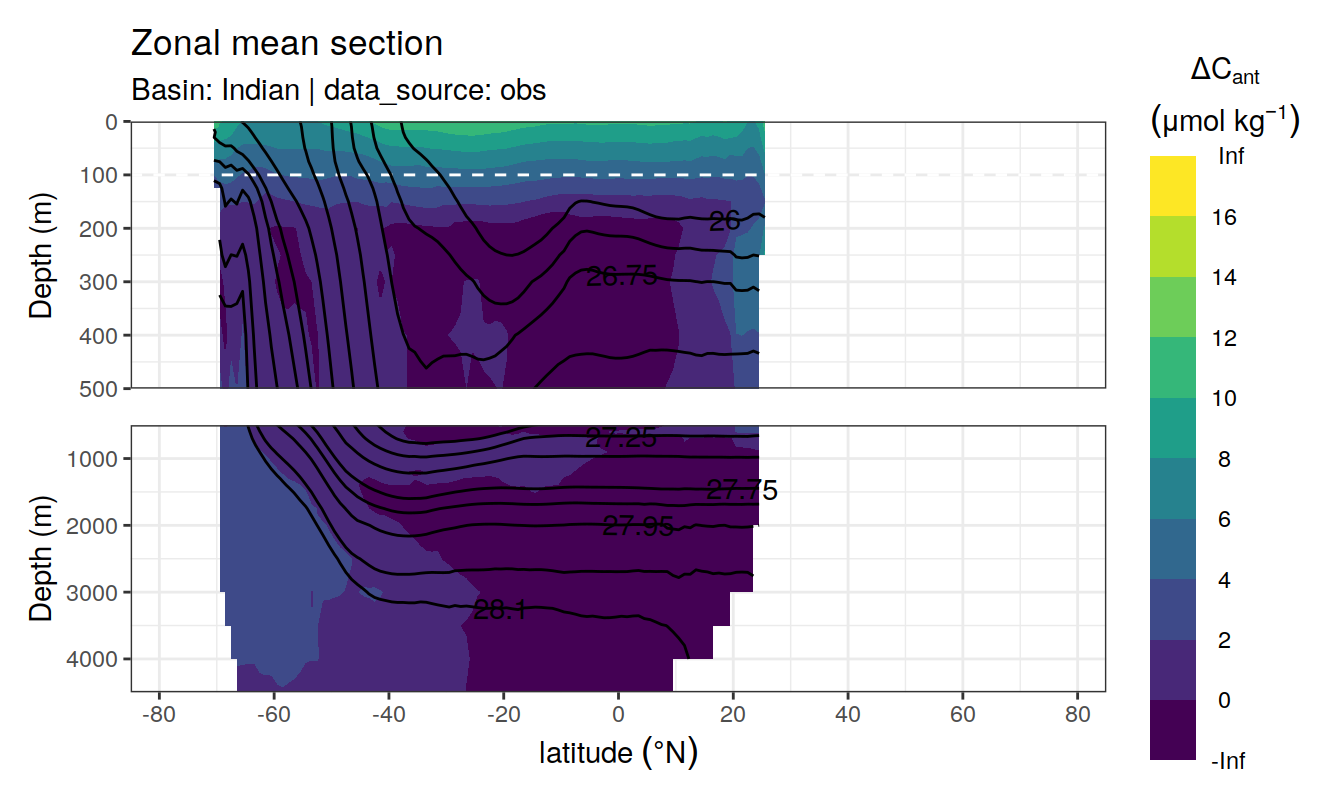 Zonal mean section
Basin: Indian | data_source: obs
ΔCant
(μmol kg⁻¹)
Inf
16
14
12
10
8
6
4
2
0
-Inf
Depth (m)
0
100
200
300
400
500
26
26.75
Depth (m)
1000
2000
3000
4000
27.25
27.75
27.95
28.1
-80 -60 -40 -20 0 20 40 60 80
latitude (°N)